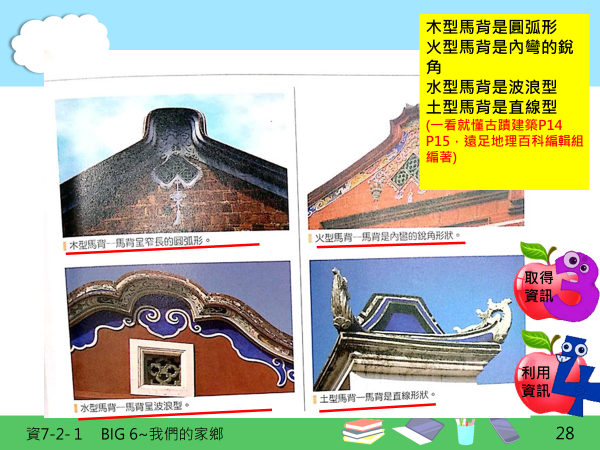 木型馬背是圓弧形
火型馬背是內彎的銳
角
水型馬背是波浪型
土型馬背是直線型
(一看就懂古蹟建築P14
P15，遠足地理百科編輯組
編著)
木型馬背─馬背呈窄長的圓弧形。
火型馬背─馬背是內彎的銳角形狀。
水型馬背─馬背呈波浪型。
土型馬背─馬背是直線形狀。
取得
資訊
3
利用
資訊
4
資7-2-1 BIG 6~我們的家鄉
28